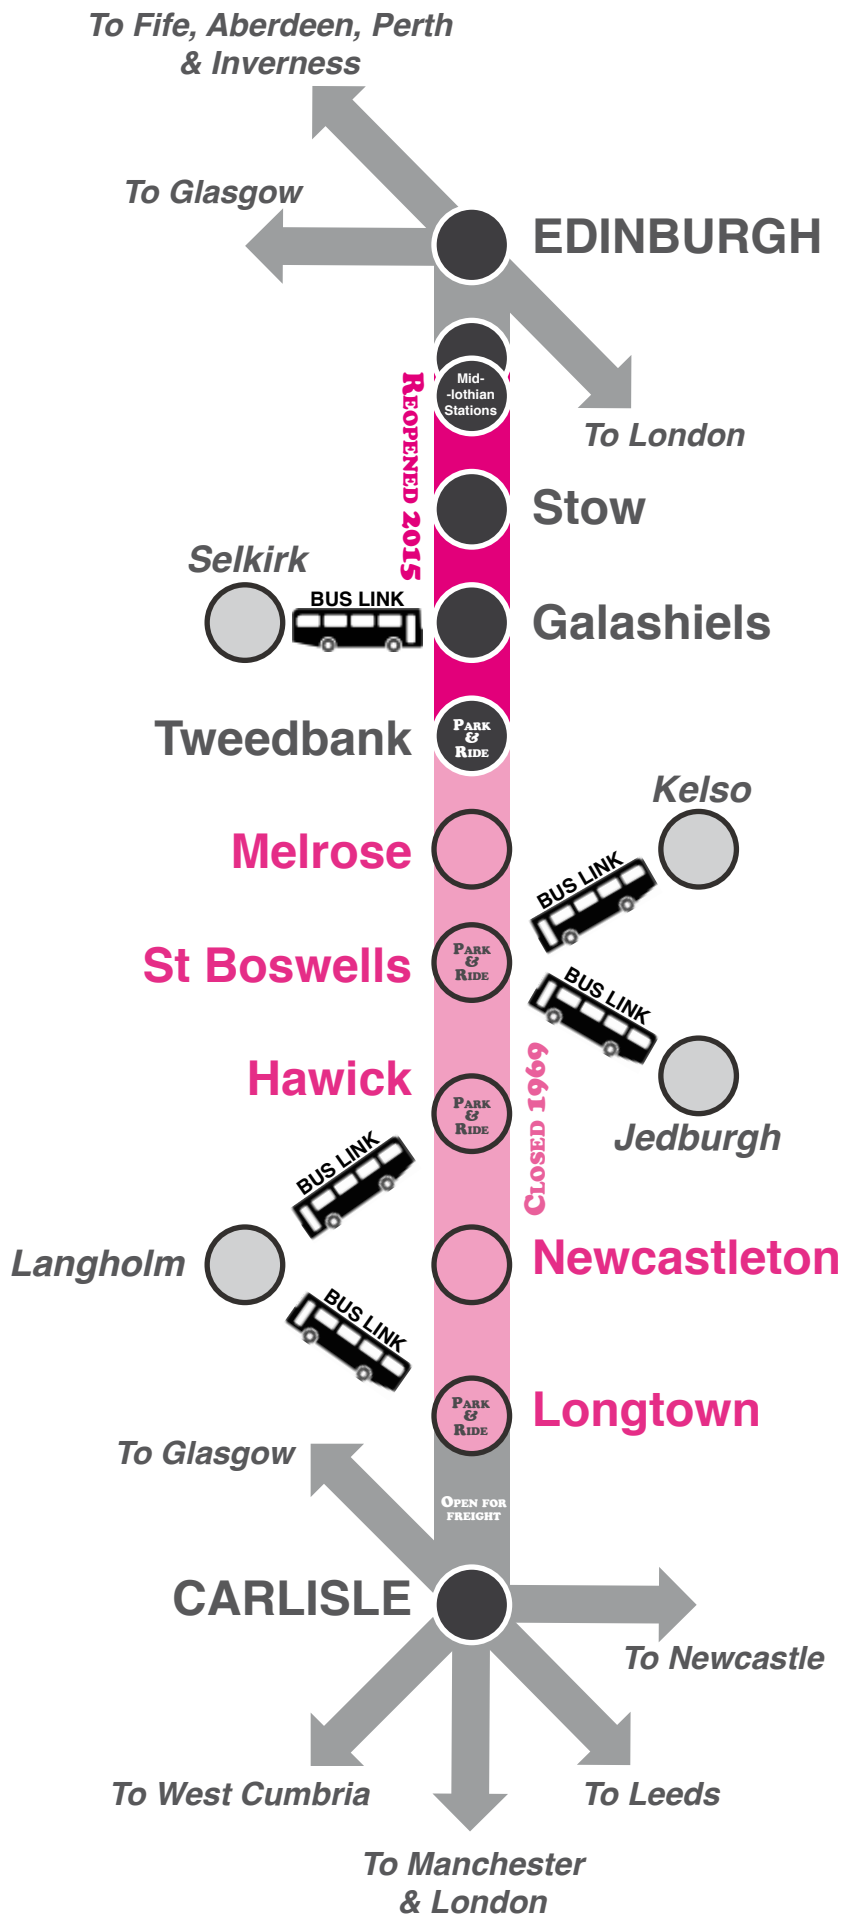 To Fife, Aberdeen, Perth
& Inverness
To Glasgow
EDINBURGH
Mid-
-lothian
Stations
To London
REOPENED 2015
Stow
Selkirk
BUS LINK
Galashiels
Tweedbank
PARK
&
RIDE
Kelso
Melrose
BUS LINK
St Boswells
PARK
&
RIDE
BUS LINK
Hawick
PARK
&
RIDE
CLOSED 1969
Jedburgh
BUS LINK
Langholm
Newcastleton
BUS LINK
PARK
&
RIDE
Longtown
To Glasgow
OPEN FOR
FREIGHT
CARLISLE
To Newcastle
To West Cumbria
To Leeds
To Manchester
& London